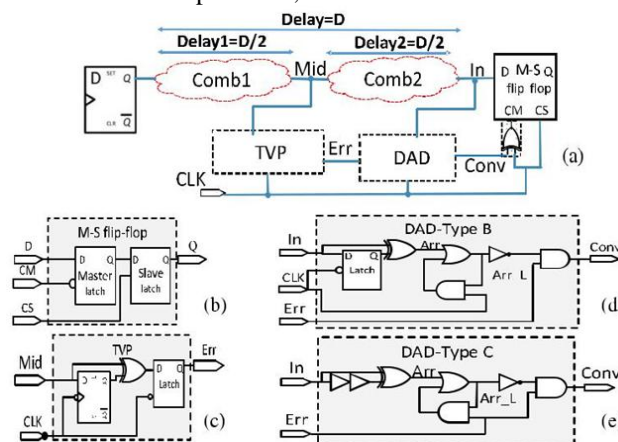 Delay=D
Delay1=D/2
Delay2=D/2
D SET Q
CLR Q
Comb1
Mid
Comb2
In
D M-S Q
flip flop
CM CS
TVP
Err
DAD
Conv
(a)
CLK
M-S flip-flop
D
D Q
Master
latch
D Q
Slave
latch
Q
CM
CS
(b)
DAD-Type B
In
D Q
Latch
CLK
Err
Arr
Arr_L
Conv
(d)
Mid
TVP
D
Q
D Q
Latch
Err
CLK
(c)
DAD-Type C
In
Arr
Arr_L
Conv
Err
(e)